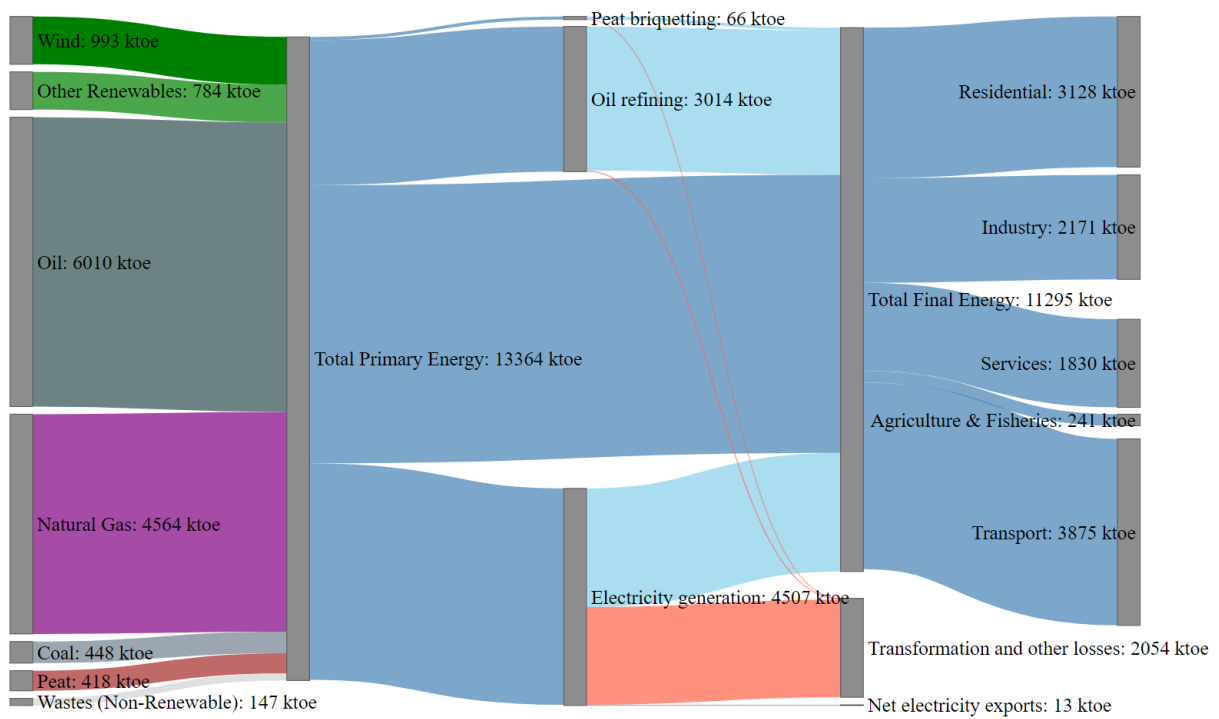 Wind: 993 ktoe
Other Renewables: 784 ktoe
Oil: 6010 ktoe
Natural Gas: 4564 ktoe
Coal: 448 ktoe
Peat: 418 ktoe
Wastes (Non-Renewable): 147 ktoe
Total Primary Energy: 13364 ktoe
Peat briquetting: 66 ktoe
Oil refining: 3014 ktoe
Electricity generation: 4507 ktoe
Total Final Energy: 11295 ktoe
Transformation and other losses: 2054 ktoe
Net electricity exports: 13 ktoe
Residential: 3128 ktoe
Industry: 2171 ktoe
Services: 1830 ktoe
Agriculture & Fisheries: 241 ktoe
Transport: 3875 ktoe